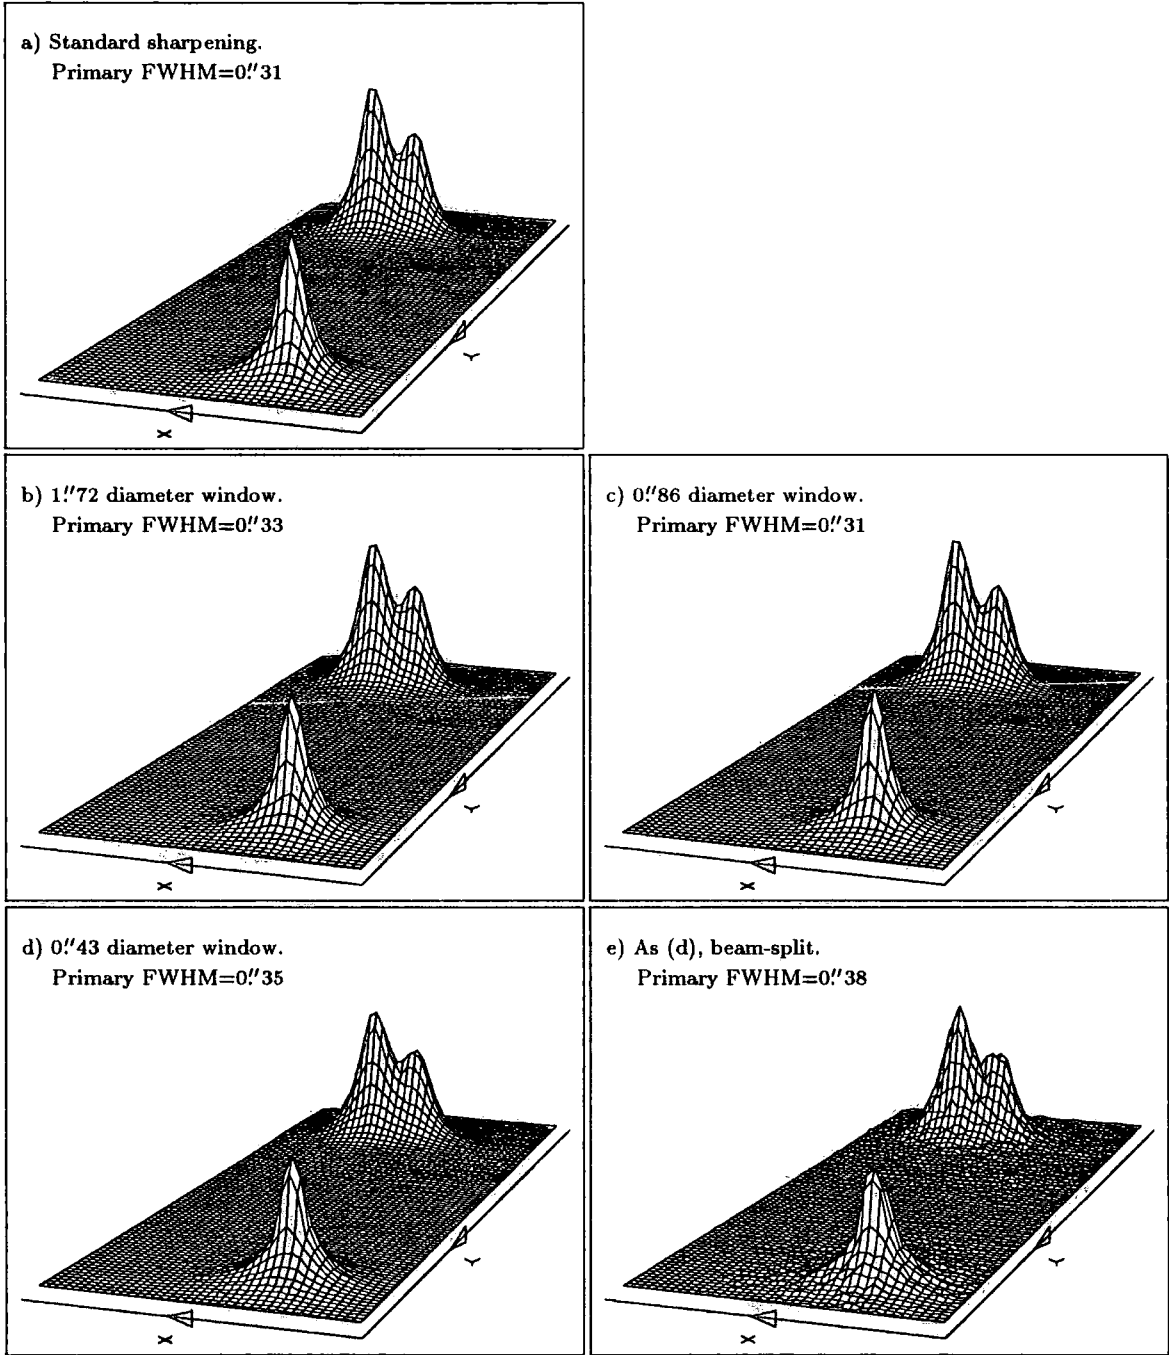 a) Standard sharpening.
Primary FWHM=0."31
X
Y
b) 1."72 diameter window.
Primary FWHM=0."33
X
Y
c) 0."86 diameter window.
Primary FWHM=0."31
X
Y
d) 0."43 diameter window.
Primary FWHM=0."35
X
Y
e) As (d), beam-split.
Primary FWHM=0."38
X
Y